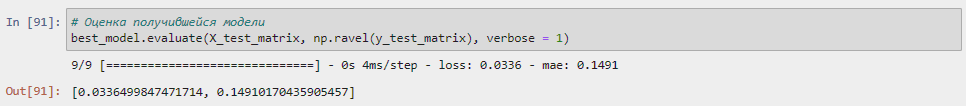 In [91]: # Оценка получившейся модели
best_model.evaluate(X_test_matrix, np.ravel(y_test_matrix), verbose = 1)
9/9 [==============================] - 0s 4ms/step - loss: 0.0336 - mae: 0.1491
Out[91]: [0.0336499847471714, 0.14910170435905457]